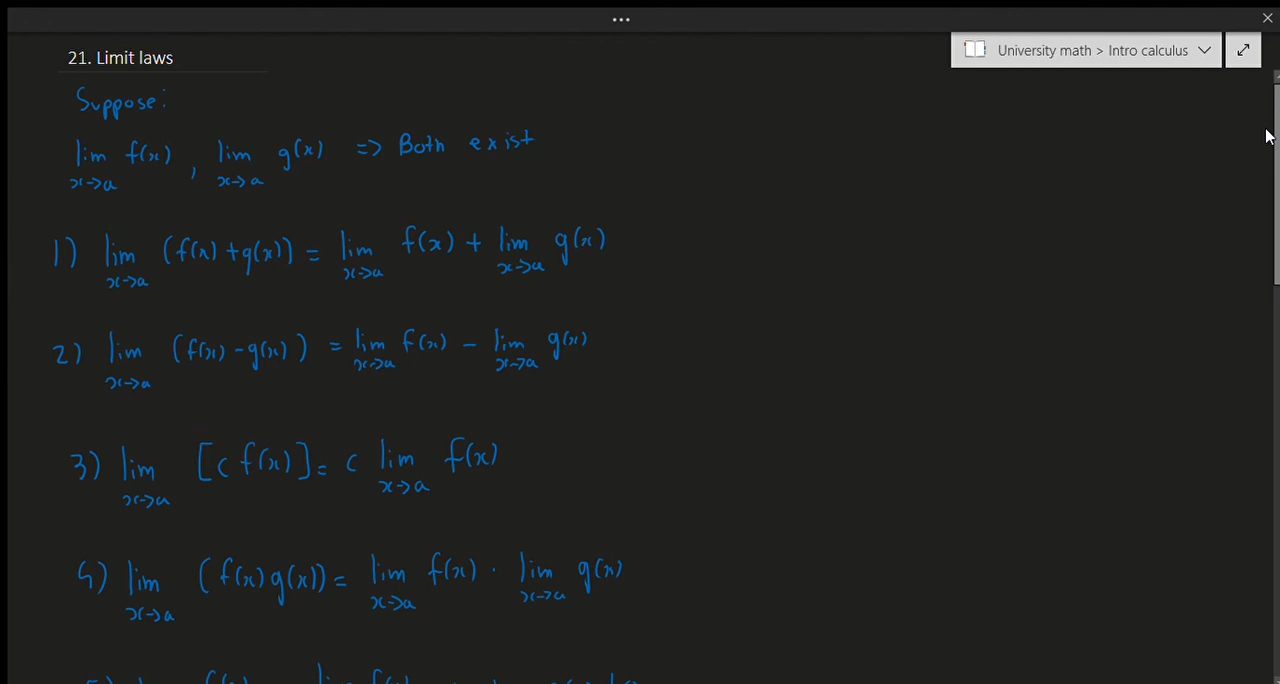 21. Limit laws
University math > Intro calculus
Suppose:
lim x->a f(x), lim x->a g(x) => Both exist
1) lim x->a (f(x)+g(x)) = lim x->a f(x) + lim x->a g(x)
2) lim x->a (f(x)-g(x)) = lim x->a f(x) - lim x->a g(x)
3) lim x->a [c f(x)] = c lim x->a f(x)
4) lim x->a (f(x)g(x)) = lim x->a f(x) · lim x->a g(x)